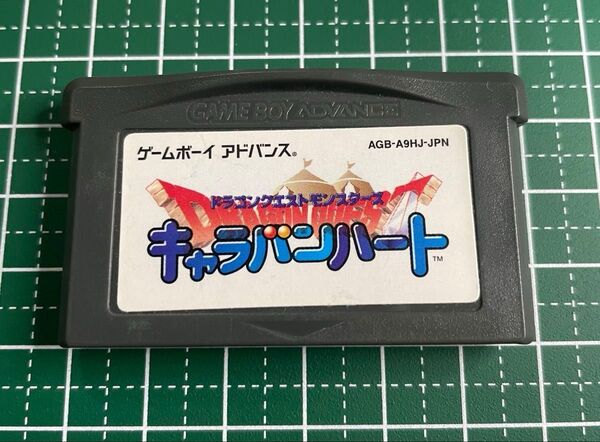 GAME BOY ADVANCE
ゲームボーイ アドバンス®
AGB-A9HJ-JPN
DRAGON QUEST
ドラゴンクエストモンスターズ
キャラバンハート™